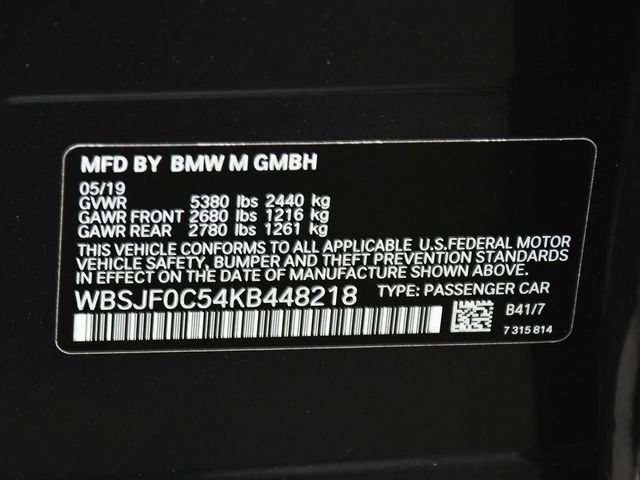 MFD BY BMW M GMBH
05/19
GVWR 5380 lbs 2440 kg
GAWR FRONT 2680 lbs 1216 kg
GAWR REAR 2780 lbs 1261 kg
THIS VEHICLE CONFORMS TO ALL APPLICABLE U.S.FEDERAL MOTOR
VEHICLE SAFETY, BUMPER AND THEFT PREVENTION STANDARDS
IN EFFECT ON THE DATE OF MANUFACTURE SHOWN ABOVE.
WBSJF0C54KB448218 TYPE: PASSENGER CAR
B41/7
7 315 814